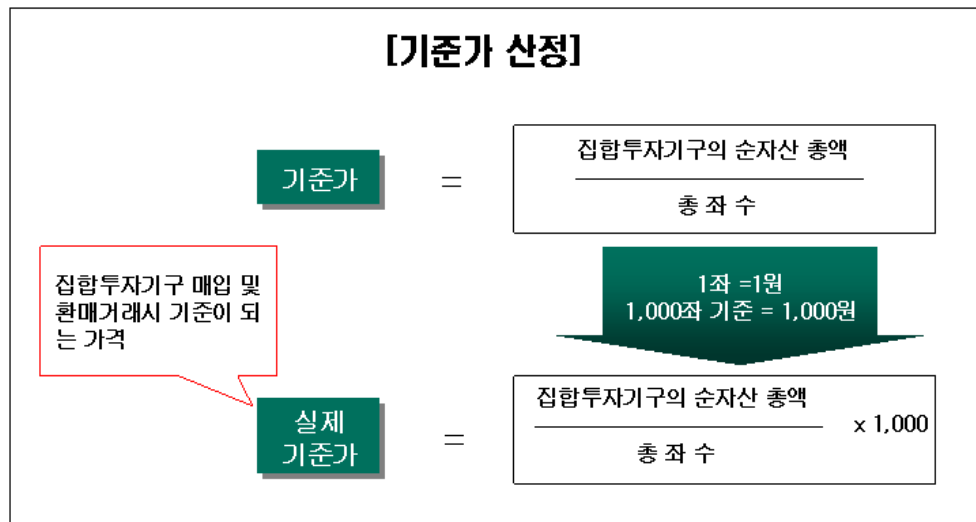 [기준가 산정]
기준가
=
집합투자기구의 순자산 총액
총 좌 수
집합투자기구 매입 및
환매거래시 기준이 되
는 가격
1좌 =1원
1,000좌 기준 = 1,000원
실제
기준가
=
집합투자기구의 순자산 총액
총 좌 수
x 1,000